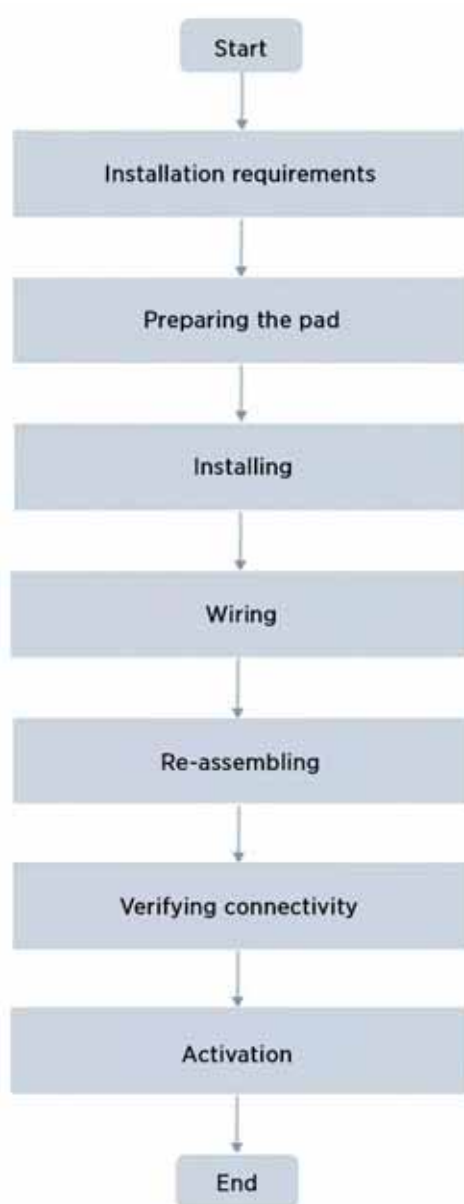 Start
Installation requirements
Preparing the pad
Installing
Wiring
Re-assembling
Verifying connectivity
Activation
End